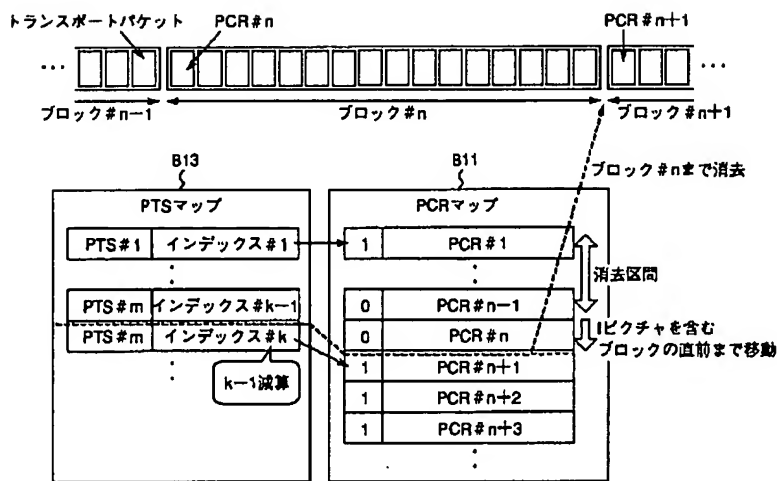 トランスポートパケット
PCR#n
PCR#n+1
･･･
･･･
ブロック#n-1
ブロック#n
ブロック#n+1
B13
B11
ブロック#nまで消去
PTSマップ
PCRマップ
PTS#1 インデックス#1
1 PCR#1
消去区間
PTS#m インデックス#k-1
0 PCR#n-1
PTS#m インデックス#k
0 PCR#n
Iピクチャを含む
ブロックの直前まで移動
k-1減算
1 PCR#n+1
1 PCR#n+2
1 PCR#n+3